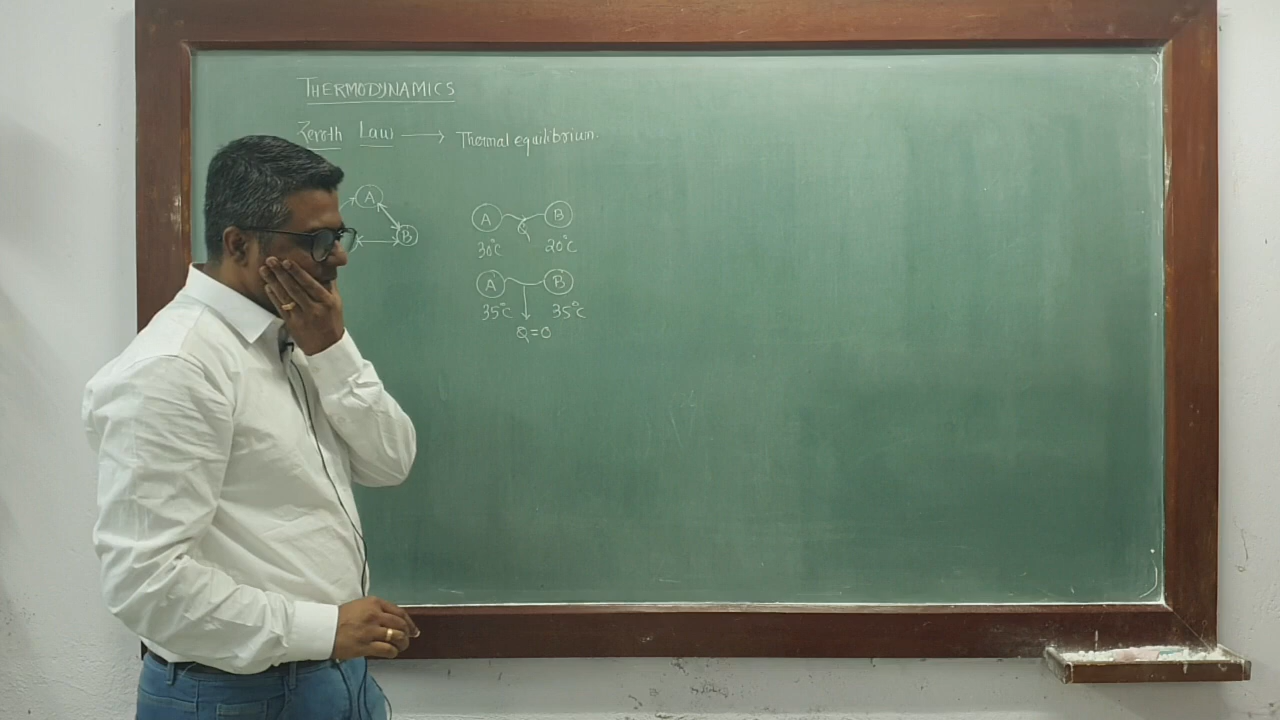 THERMODYNAMICS
Zeroth Law → Thermal equilibrium.
A
B
A Q B
30°C 20°C
A B
35°C 35°C
Q=0